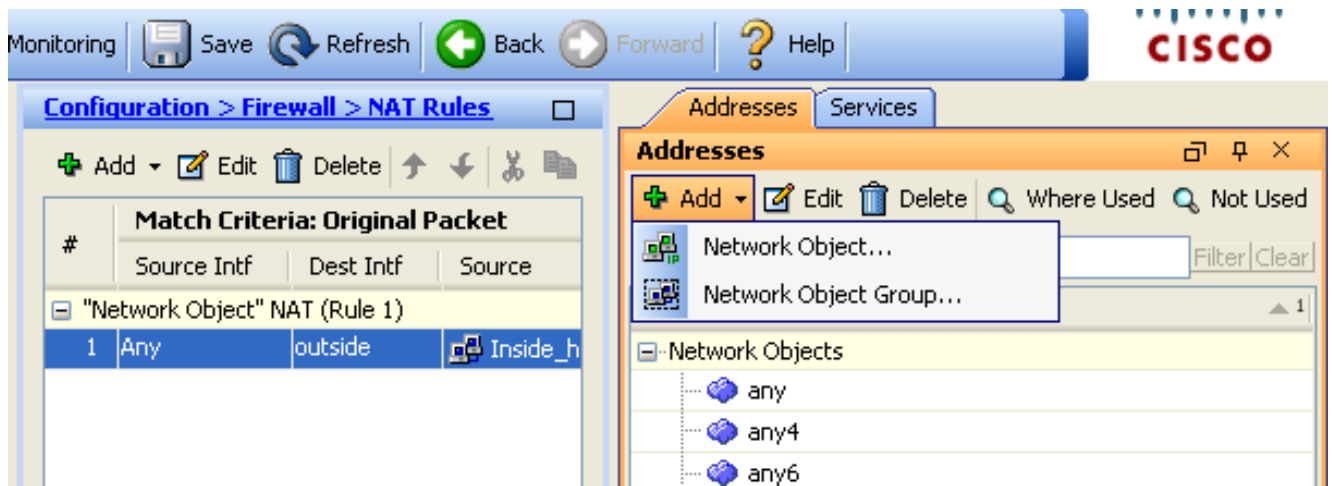 Monitoring Save Refresh Back Forward Help
CISCO
Configuration > Firewall > NAT Rules
Add Edit Delete
# Match Criteria: Original Packet
Source Intf Dest Intf Source
"Network Object" NAT (Rule 1)
1 Any outside Inside_h
Addresses Services
Addresses
Add Edit Delete Where Used Not Used
Network Object...
Filter Clear
Network Object Group...
1
Network Objects
any
any4
any6